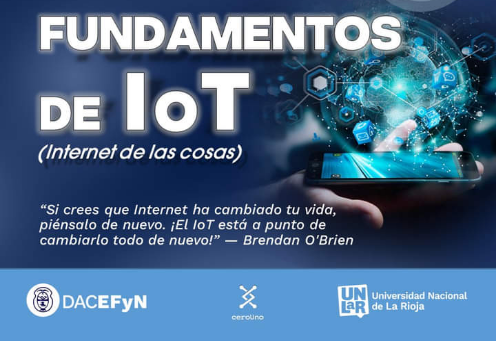 FUNDAMENTOS
DE IoT
(Internet de las cosas)
“Si crees que Internet ha cambiado tu vida,
piénsalo de nuevo. ¡El IoT está a punto de
cambiarlo todo de nuevo!” — Brendan O'Brien
DACEFyN
cerouno
UNLaR
Universidad Nacional
de La Rioja